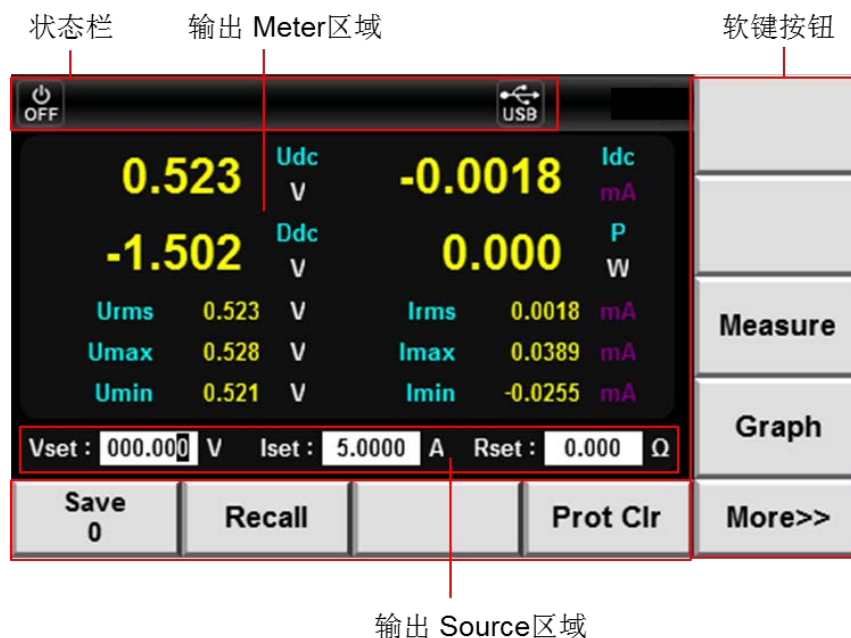 状态栏 输出 Meter区域 软键按钮
OFF USB
0.523 Udc V -0.0018 Idc mA
-1.502 Ddc V 0.000 P W
Urms 0.523 V Irms 0.0018 mA
Umax 0.528 V Imax 0.0389 mA
Umin 0.521 V Imin -0.0255 mA
Measure
Graph
Vset : 000.000 V Iset : 5.0000 A Rset : 0.000 Ω
Save 0 Recall Prot Clr More>>
输出 Source区域